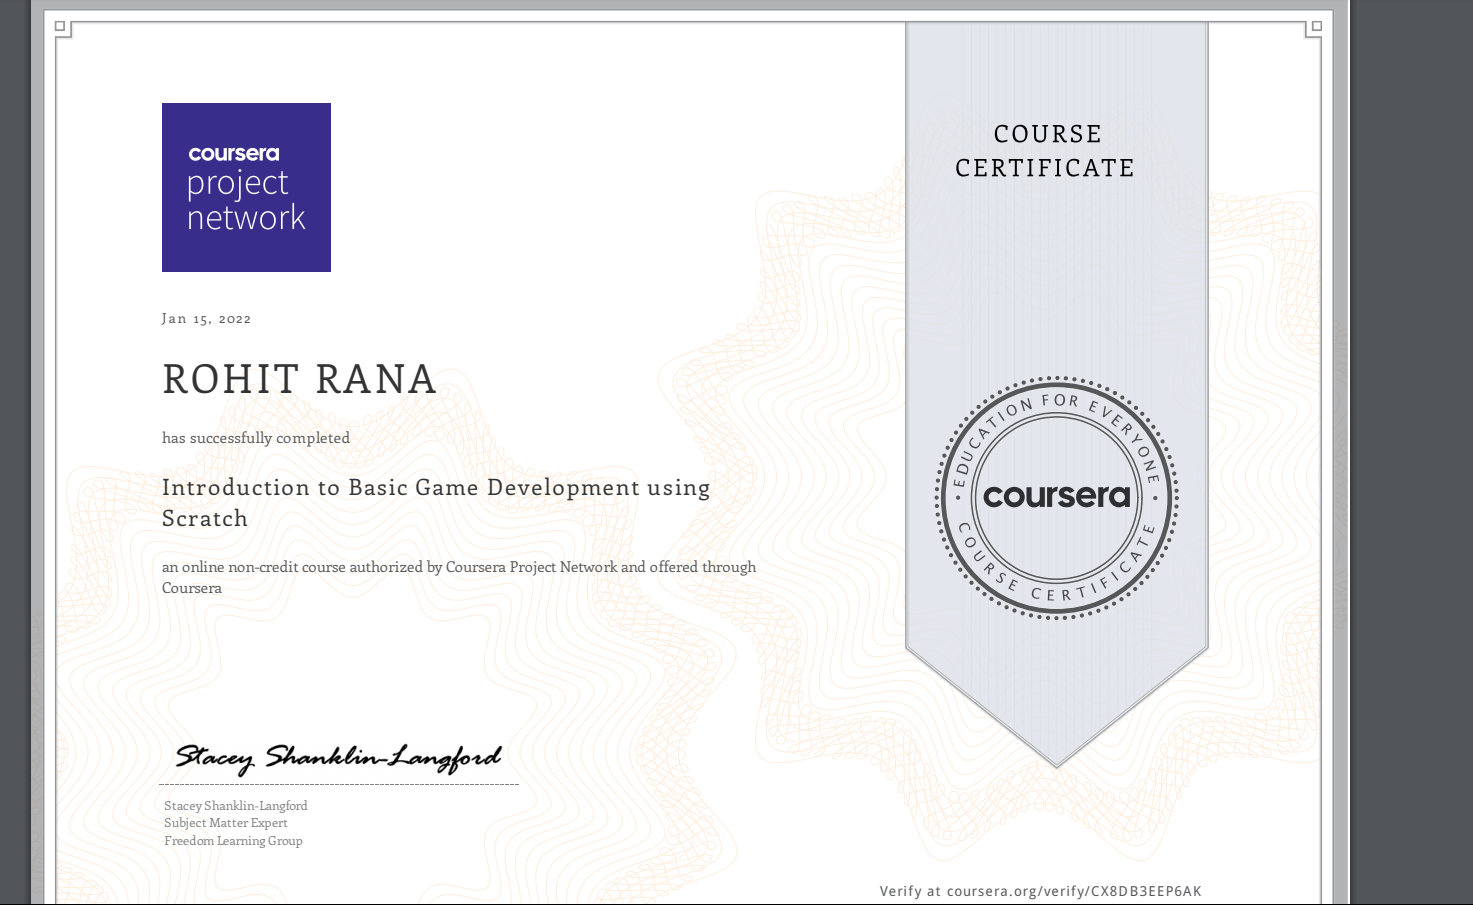 coursera
project
network
COURSE
CERTIFICATE
Jan 15, 2022
ROHIT RANA
has successfully completed
Introduction to Basic Game Development using
Scratch
an online non-credit course authorized by Coursera Project Network and offered through
Coursera
EDUCATION FOR EVERYONE
coursera
COURSE CERTIFICATE
Stacey Shanklin-Langford
Stacey Shanklin-Langford
Subject Matter Expert
Freedom Learning Group
Verify at coursera.org/verify/CX8DB3EEP6AK